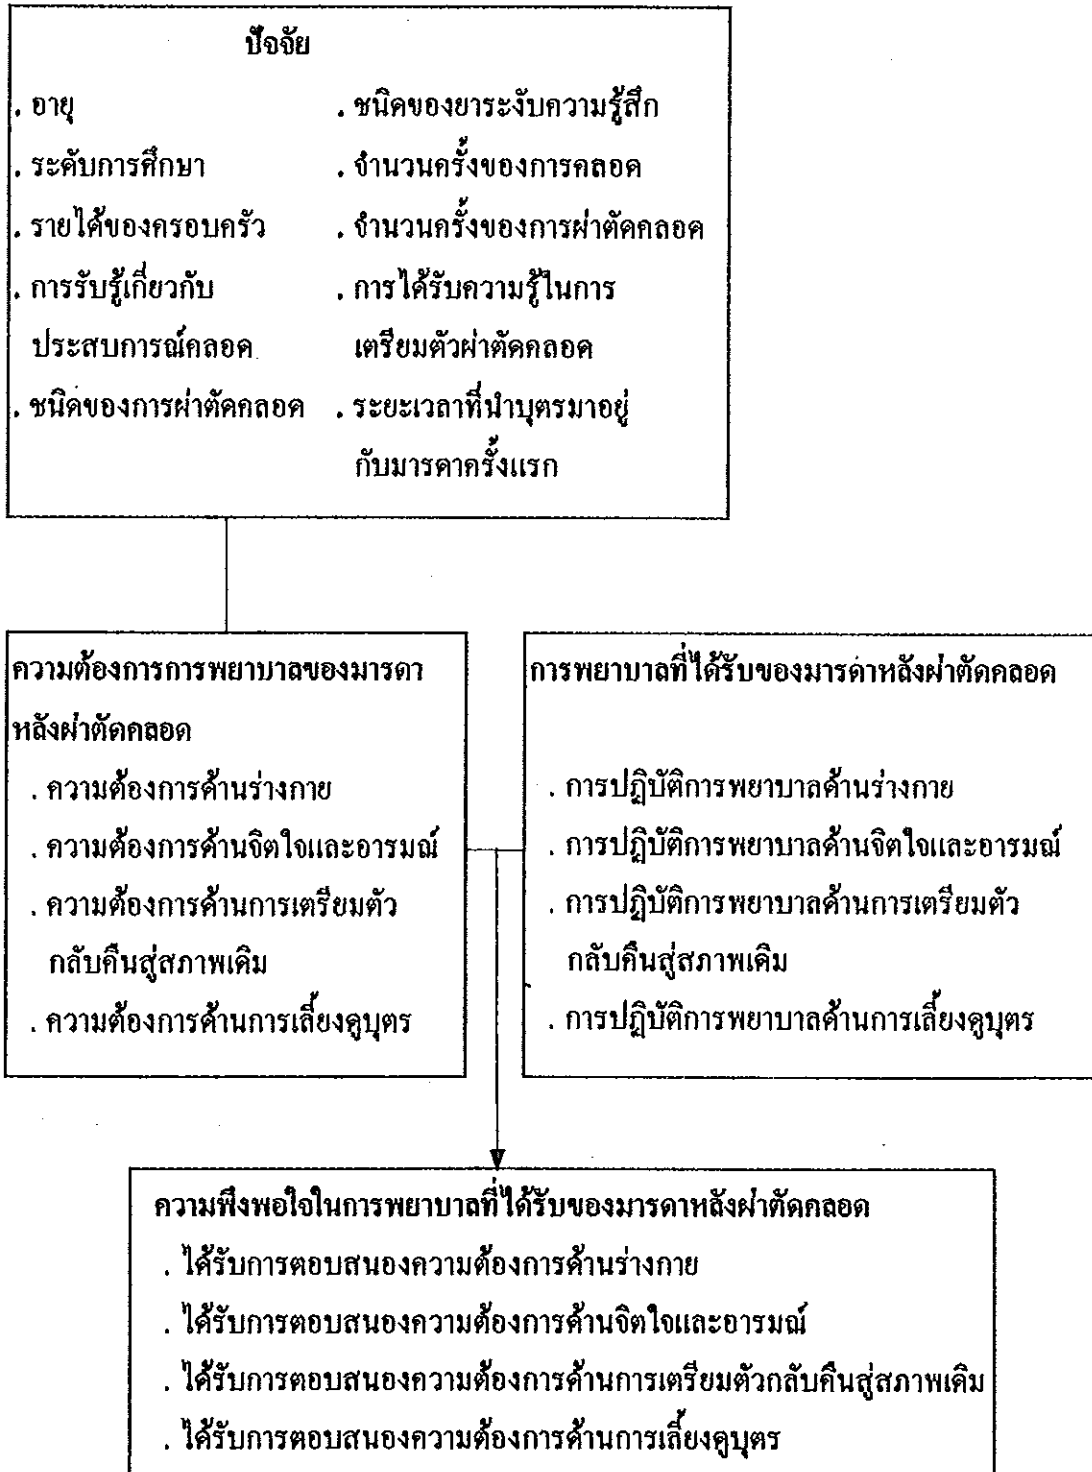 ปัจจัย
. อายุ
. ระดับการศึกษา
. รายได้ของครอบครัว
. การรับรู้เกี่ยวกับ
ประสบการณ์คลอด
. ชนิดของการผ่าตัดคลอด
. ชนิดของยาระงับความรู้สึก
. จำนวนครั้งของการคลอด
. จำนวนครั้งของการผ่าตัดคลอด
. การได้รับความรู้ในการ
เตรียมตัวผ่าตัดคลอด
. ระยะเวลาที่นำบุตรมาอยู่
กับมารดาครั้งแรก
ความต้องการการพยาบาลของมารดา
หลังผ่าตัดคลอด
. ความต้องการด้านร่างกาย
. ความต้องการด้านจิตใจและอารมณ์
. ความต้องการด้านการเตรียมตัว
กลับคืนสู่สภาพเดิม
. ความต้องการด้านการเลี้ยงดูบุตร
การพยาบาลที่ได้รับของมารดาหลังผ่าตัดคลอด
. การปฏิบัติการพยาบาลด้านร่างกาย
. การปฏิบัติการพยาบาลด้านจิตใจและอารมณ์
. การปฏิบัติการพยาบาลด้านการเตรียมตัว
กลับคืนสู่สภาพเดิม
. การปฏิบัติการพยาบาลด้านการเลี้ยงดูบุตร
ความพึงพอใจในการพยาบาลที่ได้รับของมารดาหลังผ่าตัดคลอด
. ได้รับการตอบสนองความต้องการด้านร่างกาย
. ได้รับการตอบสนองความต้องการด้านจิตใจและอารมณ์
. ได้รับการตอบสนองความต้องการด้านการเตรียมตัวกลับคืนสู่สภาพเดิม
. ได้รับการตอบสนองความต้องการด้านการเลี้ยงดูบุตร